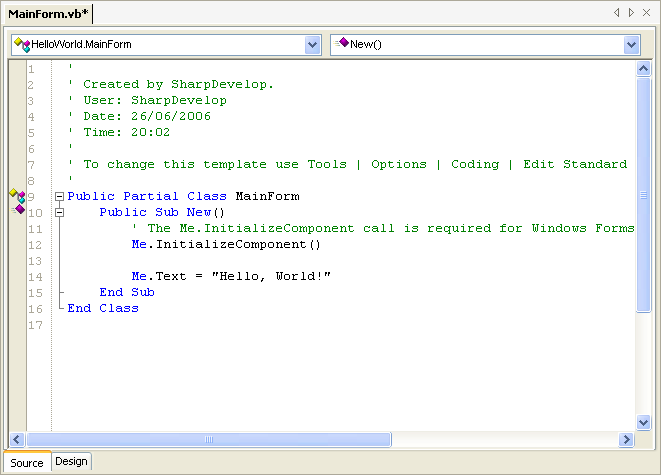 MainForm.vb*
HelloWorld.MainForm New()
1 '
2 ' Created by SharpDevelop.
3 ' User: SharpDevelop
4 ' Date: 26/06/2006
5 ' Time: 20:02
6 '
7 ' To change this template use Tools | Options | Coding | Edit Standard
8 '
9 Public Partial Class MainForm
10     Public Sub New()
11         ' The Me.InitializeComponent call is required for Windows Forms
12         Me.InitializeComponent()
13
14         Me.Text = "Hello, World!"
15     End Sub
16 End Class
17
Source Design